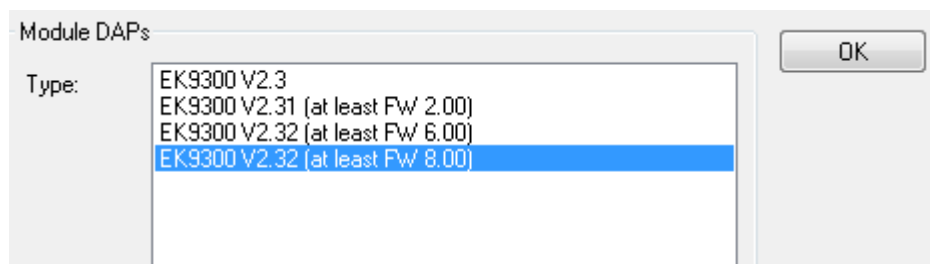 Module DAPs
OK
Type:
EK9300 V2.3
EK9300 V2.31 (at least FW 2.00)
EK9300 V2.32 (at least FW 6.00)
EK9300 V2.32 (at least FW 8.00)